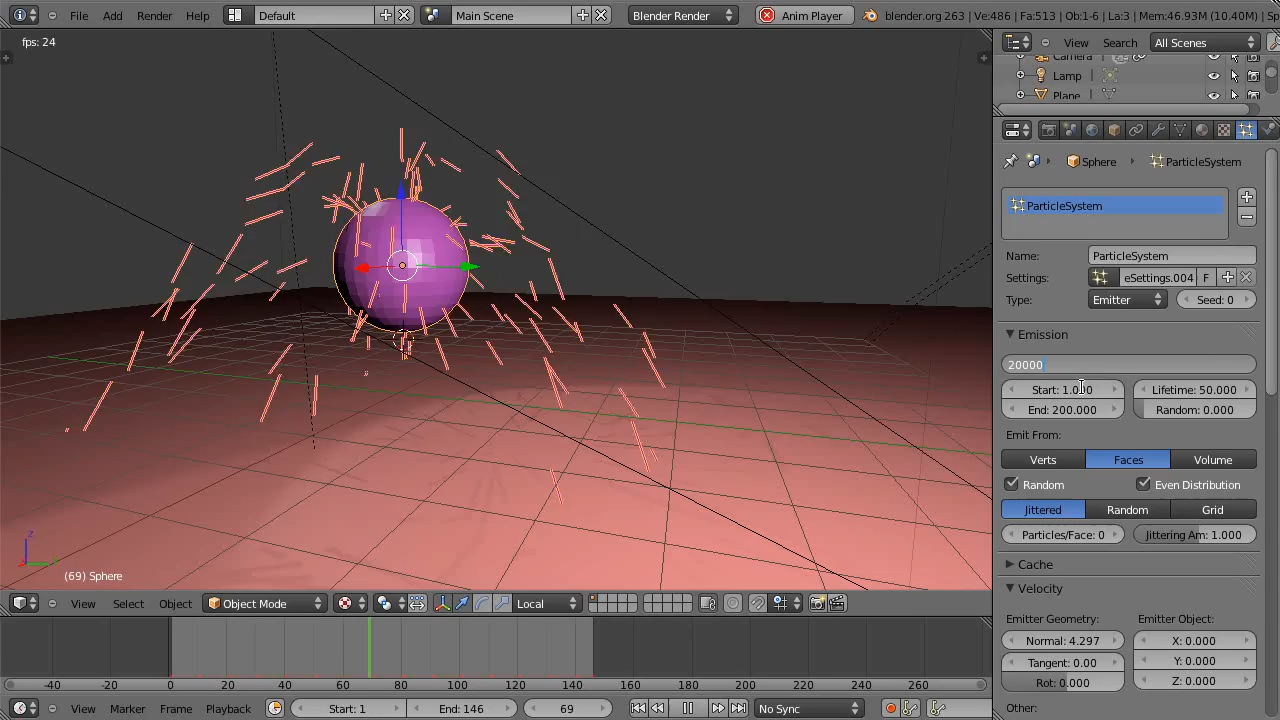 File Add Render Help Default Main Scene Blender Render Anim Player blender.org 263 | Ve:486 | Fa:513 | Ob:1-6 | La:3 | Mem:46.93M (10.40M) | Sp
fps: 24
View Search All Scenes
Camera
Lamp
Plane
Sphere ParticleSystem
ParticleSystem
Name: ParticleSystem
Settings: eSettings.004 F
Type: Emitter Seed: 0
Emission
20000
Start: 1.000 Lifetime: 50.000
End: 200.000 Random: 0.000
Emit From:
Verts Faces Volume
Random Even Distribution
Jittered Random Grid
Particles/Face: 0 Jittering Am: 1.000
Cache
Velocity
Emitter Geometry: Emitter Object:
Normal: 4.297 X: 0.000
Tangent: 0.00 Y: 0.000
Rot: 0.000 Z: 0.000
Other:
z
(69) Sphere
View Select Object Object Mode Local
-40 -20 0 20 40 60 80 100 120 140 160 180 200 220 240 260
View Marker Frame Playback Start: 1 End: 146 69 No Sync